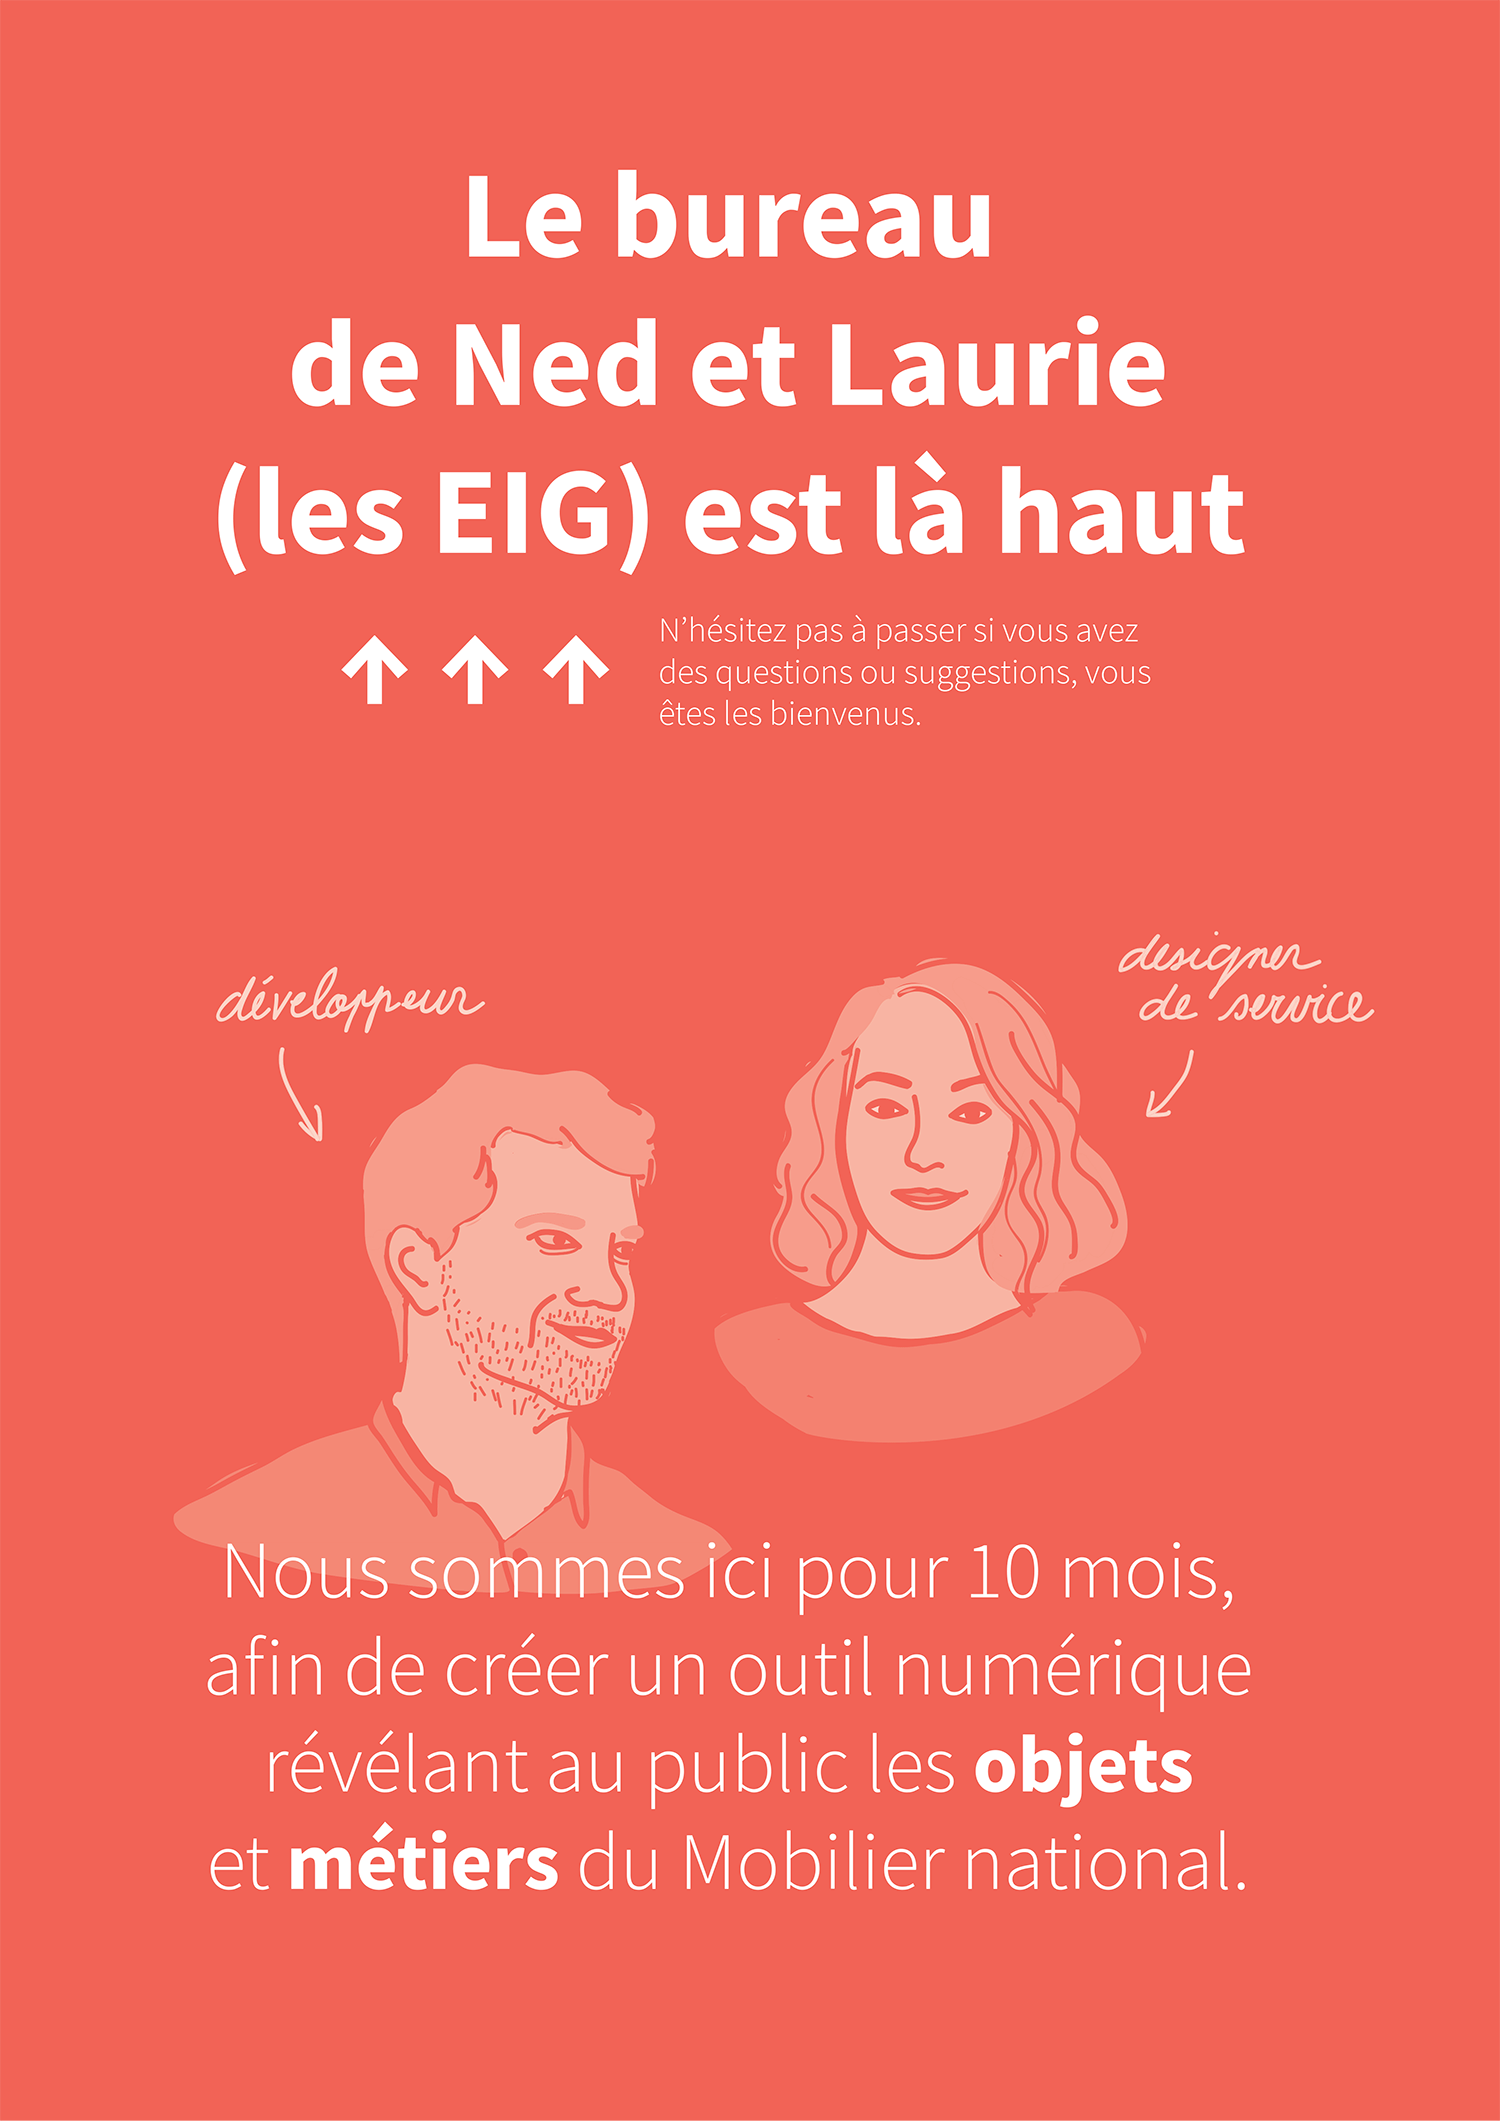 Le bureau
de Ned et Laurie
(les EIG) est là haut
↑ ↑ ↑
N’hésitez pas à passer si vous avez
des questions ou suggestions, vous
êtes les bienvenus.
développeur
designer
de service
Nous sommes ici pour 10 mois,
afin de créer un outil numérique
révélant au public les objets
et métiers du Mobilier national.